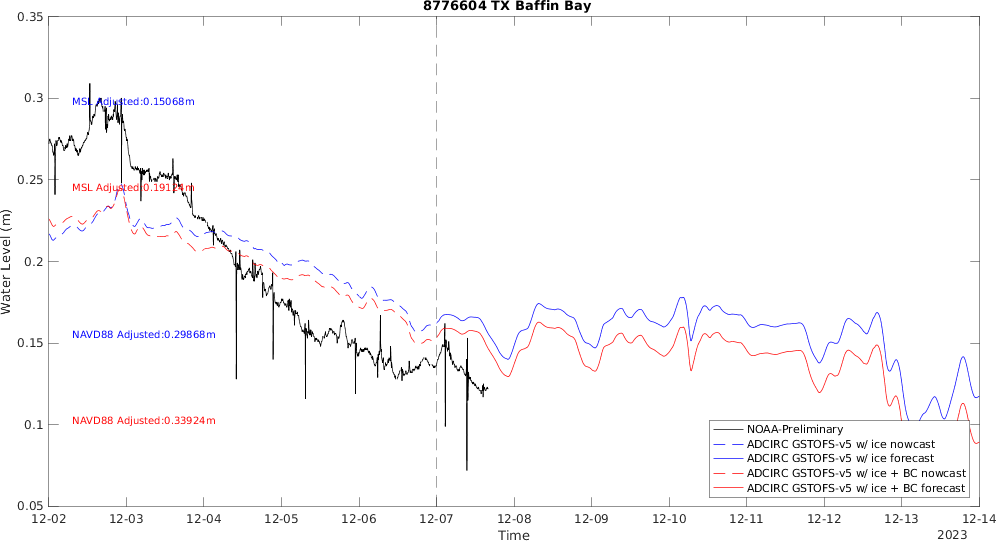 8776604 TX Baffin Bay
0.35
0.3
0.25
0.2
0.15
0.1
0.05
Water Level (m)
MSL Adjusted:0.15068m
MSL Adjusted:0.19124m
NAVD88 Adjusted:0.29868m
NAVD88 Adjusted:0.33924m
NOAA-Preliminary
ADCIRC GSTOFS-v5 w/ ice nowcast
ADCIRC GSTOFS-v5 w/ ice forecast
ADCIRC GSTOFS-v5 w/ ice + BC nowcast
ADCIRC GSTOFS-v5 w/ ice + BC forecast
12-02 12-03 12-04 12-05 12-06 12-07 12-08 12-09 12-10 12-11 12-12 12-13 12-14
Time
2023